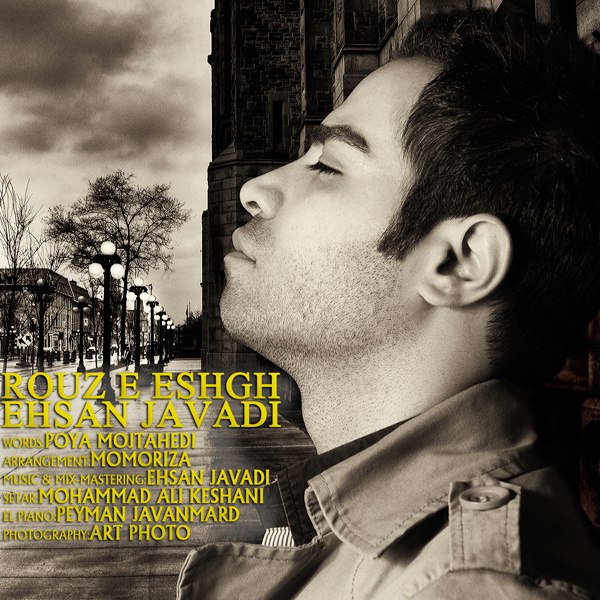 ROUZ E ESHGH
EHSAN JAVADI
WORDS:POYA MOJTAHEDI
ARRANGEMENT:MOMORIZA
MUSIC & MIX-MASTERING:EHSAN JAVADI
SETAR:MOHAMMAD ALI KESHANI
EL PIANO:PEYMAN JAVANMARD
PHOTOGRAPHY:ART PHOTO